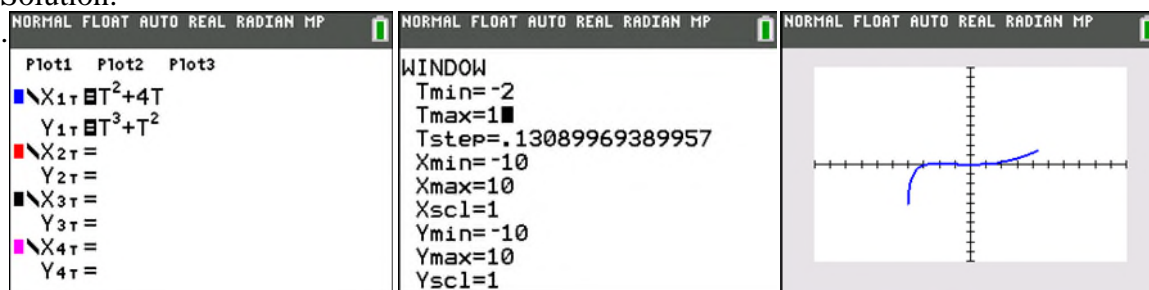 Solution:
.
NORMAL FLOAT AUTO REAL RADIAN MP
Plot1 Plot2 Plot3
\X1T=T²+4T
Y1T=T³+T²
\X2T=
Y2T=
\X3T=
Y3T=
\X4T=
Y4T=
NORMAL FLOAT AUTO REAL RADIAN MP
WINDOW
Tmin=-2
Tmax=1
Tstep=.13089969389957
Xmin=-10
Xmax=10
Xscl=1
Ymin=-10
Ymax=10
Yscl=1
NORMAL FLOAT AUTO REAL RADIAN MP